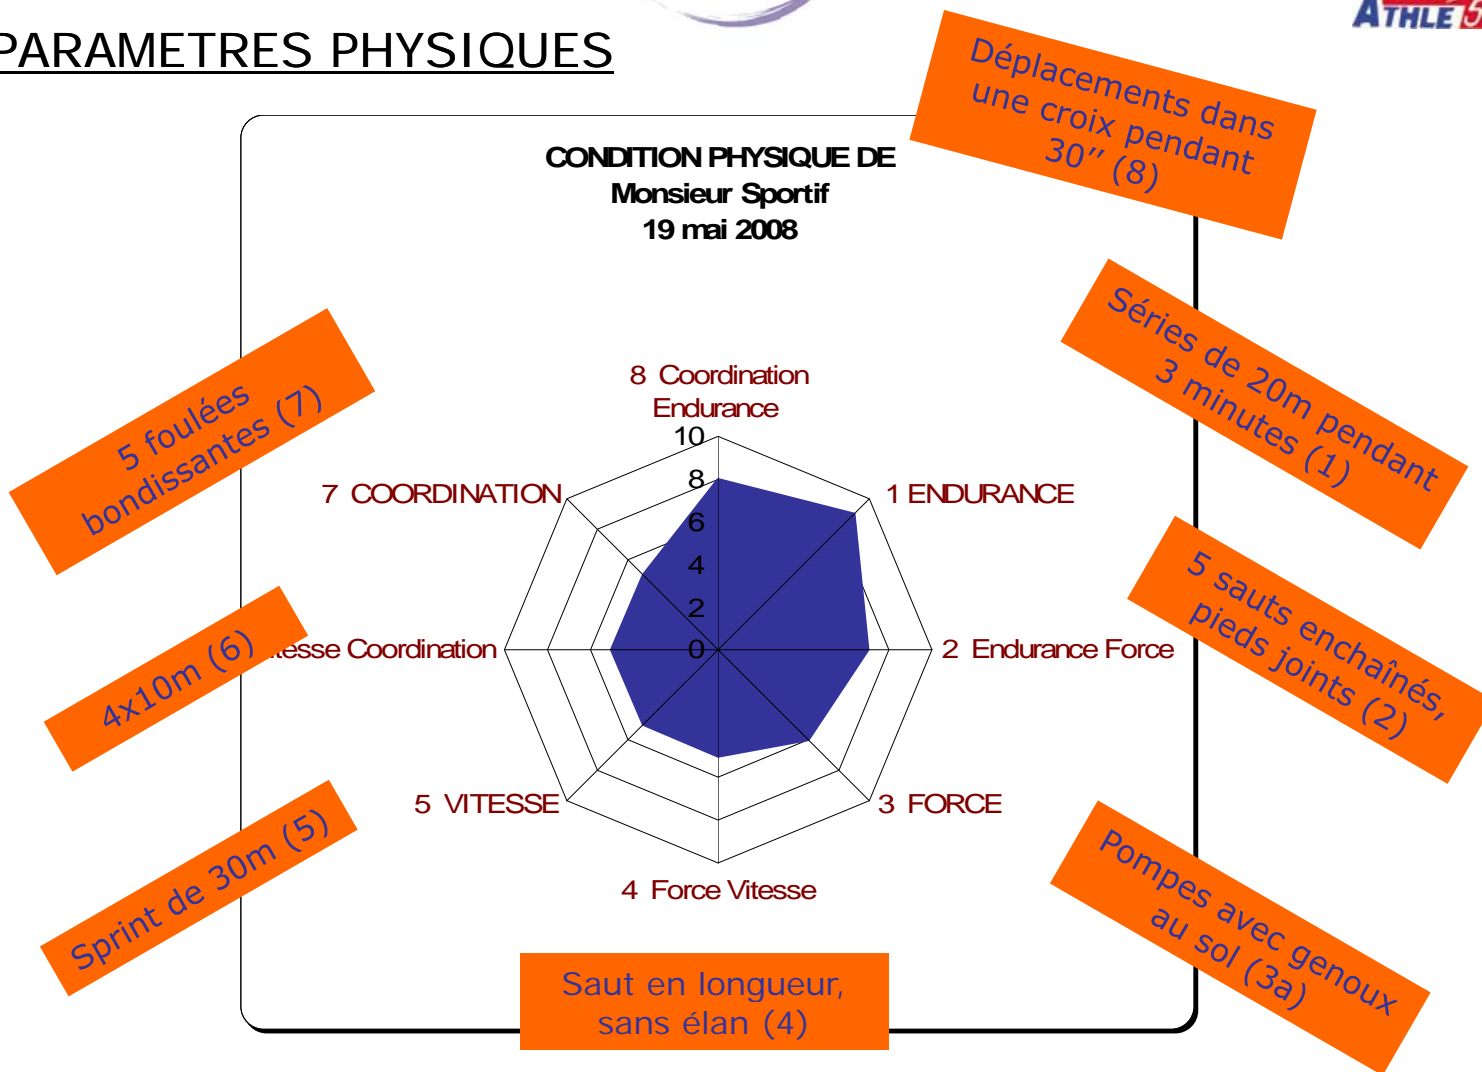 PARAMETRES PHYSIQUES
ATHLE
Déplacements dans
une croix pendant
30’’ (8)
CONDITION PHYSIQUE DE
Monsieur Sportif
19 mai 2008
Séries de 20m pendant
3 minutes (1)
5 foulées
bondissantes (7)
8 Coordination
Endurance
10
8
6
4
2
0
7 COORDINATION
1 ENDURANCE
5 sauts enchaînés,
pieds joints (2)
4x10m (6)
Coordination
2 Endurance Force
5 VITESSE
3 FORCE
Sprint de 30m (5)
4 Force Vitesse
Pompes avec genoux
au sol (3a)
Saut en longueur,
sans élan (4)